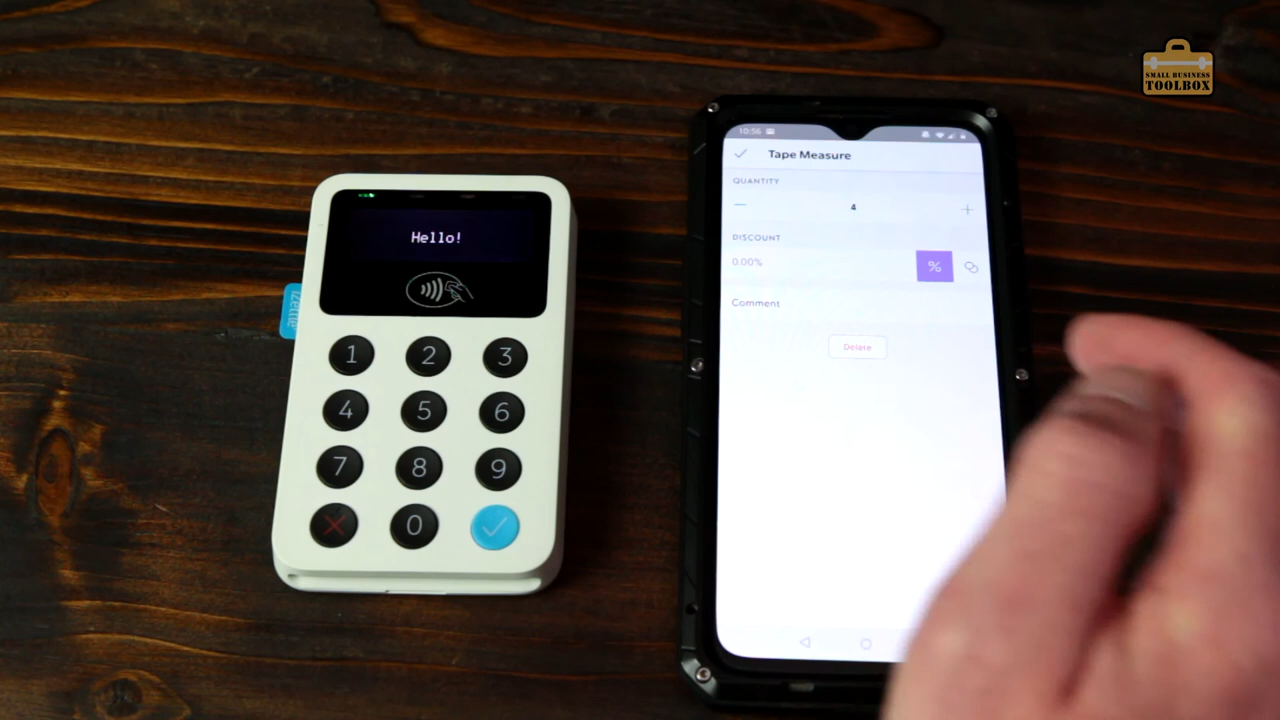 SMALL BUSINESS
TOOLBOX
10:56
Tape Measure
QUANTITY
4
DISCOUNT
0.00%
%
Comment
Delete
Hello!
iZettle
1 2 3
4 5 6
7 8 9
0